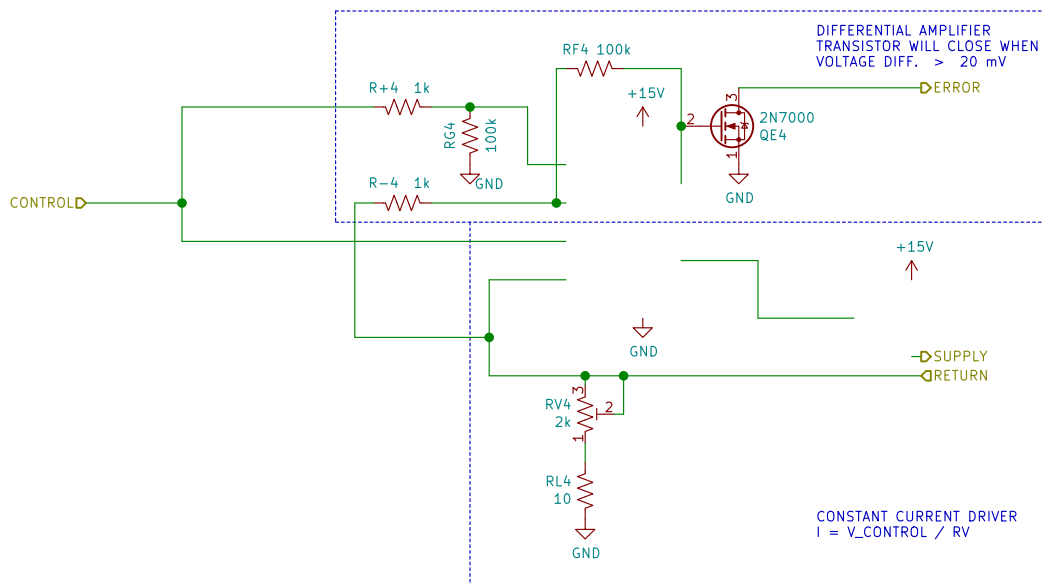 DIFFERENTIAL AMPLIFIER
TRANSISTOR WILL CLOSE WHEN
VOLTAGE DIFF. > 20 mV
RF4 100k
ERROR
R+4 1k
+15V
3
2
2N7000
QE4
1
RG4
100k
GND
R-4 1k
GND
CONTROL
+15V
GND
SUPPLY
RETURN
3
RV4
2k
2
1
RL4
10
GND
CONSTANT CURRENT DRIVER
I = V_CONTROL / RV